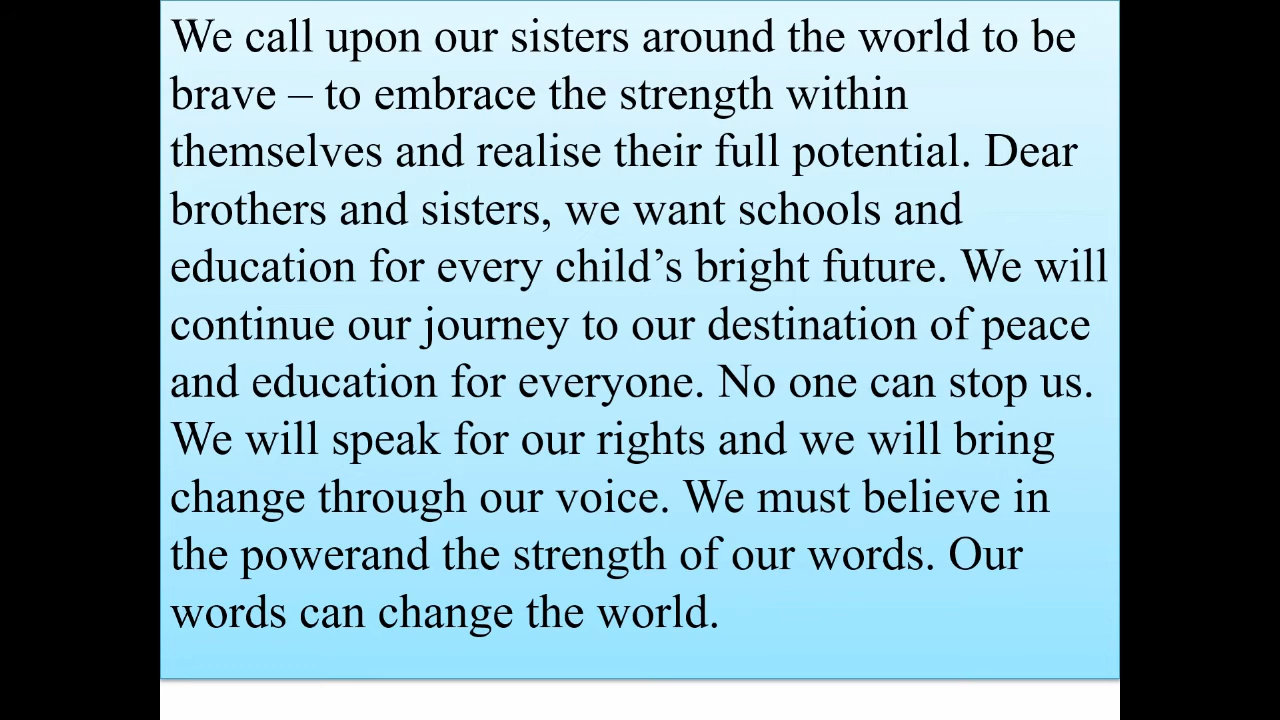 We call upon our sisters around the world to be
brave – to embrace the strength within
themselves and realise their full potential. Dear
brothers and sisters, we want schools and
education for every child’s bright future. We will
continue our journey to our destination of peace
and education for everyone. No one can stop us.
We will speak for our rights and we will bring
change through our voice. We must believe in
the powerand the strength of our words. Our
words can change the world.